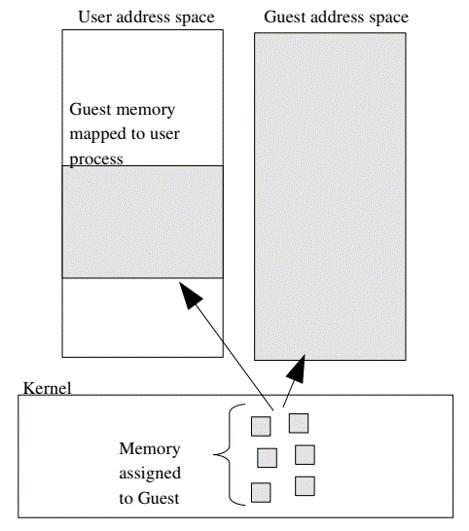 User address space
Guest address space
Guest memory
mapped to user
process
Kernel
Memory
assigned
to Guest